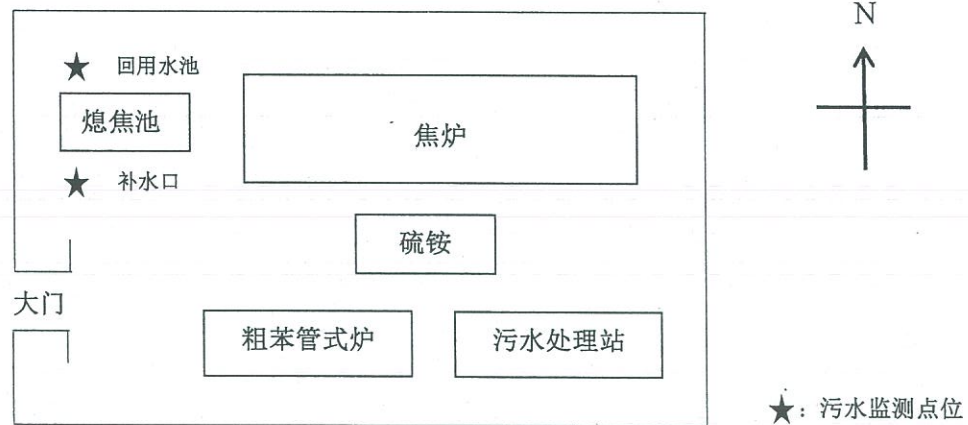 N
回用水池
熄焦池
焦炉
补水口
硫铵
大门
粗苯管式炉
污水处理站
★：污水监测点位